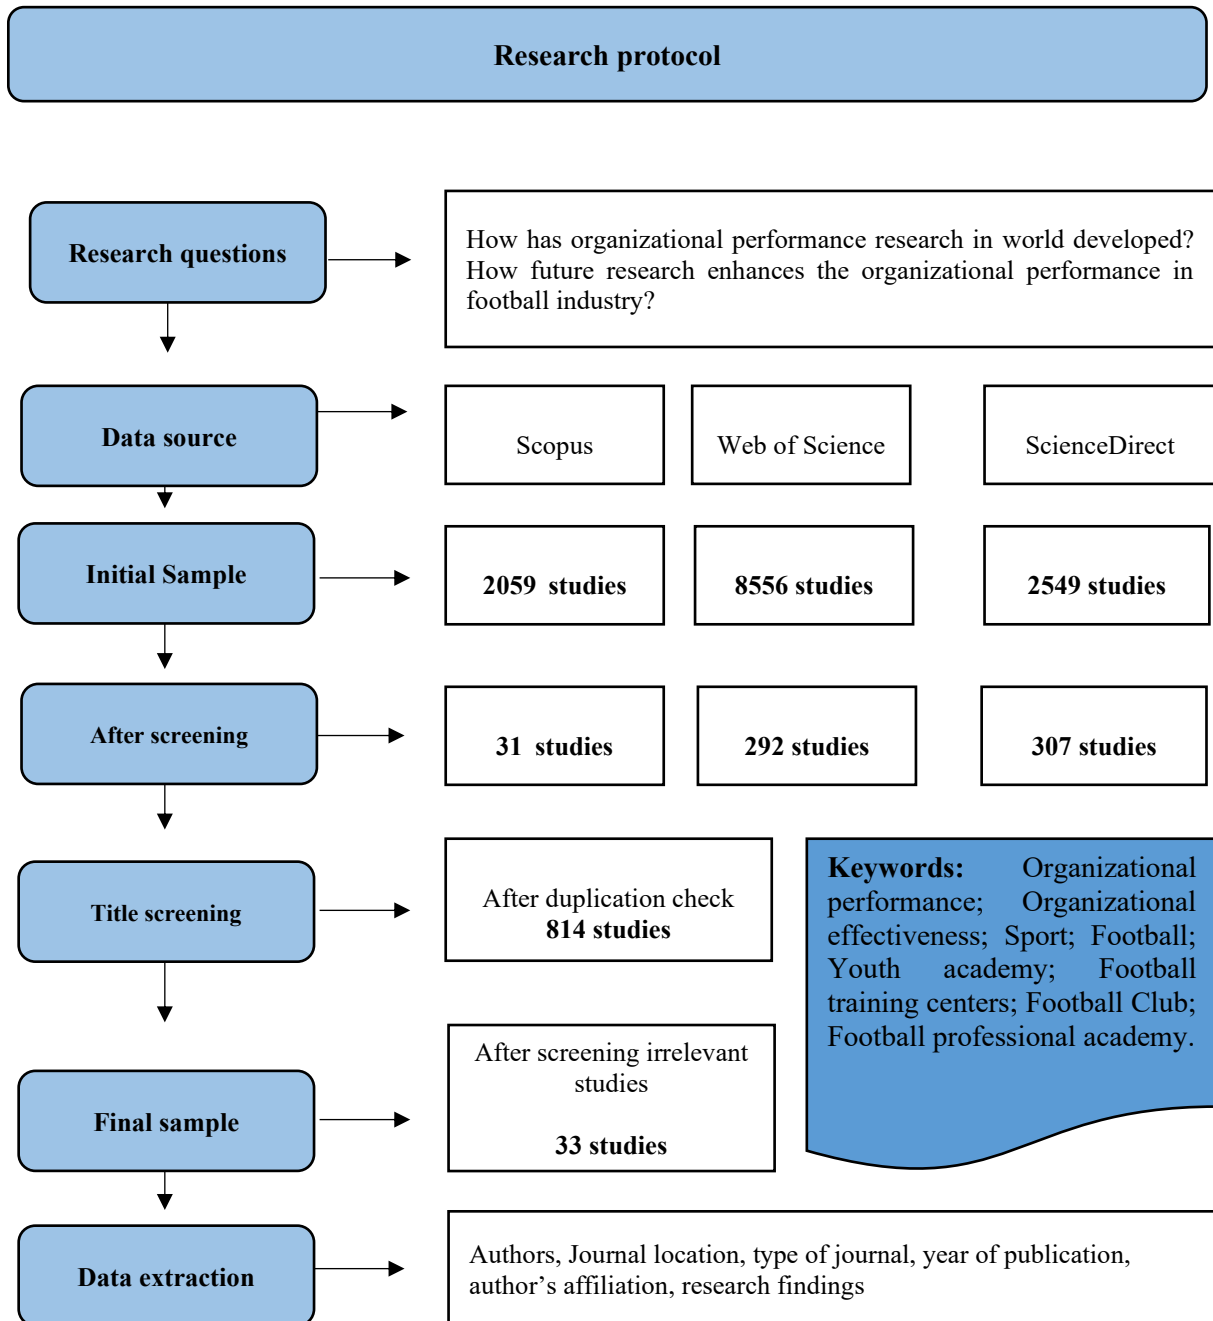 Research protocol
Research questions
How has organizational performance research in world developed?
How future research enhances the organizational performance in
football industry?
Data source
Scopus
Web of Science
ScienceDirect
Initial Sample
2059 studies
8556 studies
2549 studies
After screening
31 studies
292 studies
307 studies
Title screening
After duplication check
814 studies
Keywords: Organizational
performance; Organizational
effectiveness; Sport; Football;
Youth academy; Football
training centers; Football Club;
Football professional academy.
Final sample
After screening irrelevant
studies
33 studies
Data extraction
Authors, Journal location, type of journal, year of publication,
author’s affiliation, research findings